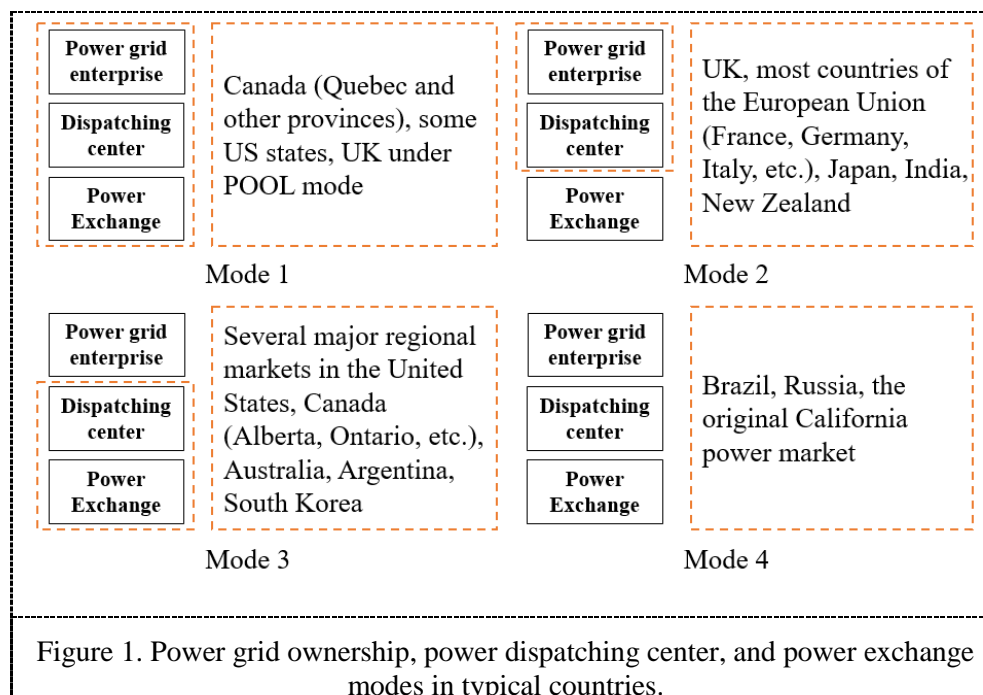 Power grid
enterprise
Dispatching
center
Power
Exchange
Canada (Quebec and
other provinces), some
US states, UK under
POOL mode
Mode 1
Power grid
enterprise
Dispatching
center
Power
Exchange
UK, most countries of
the European Union
(France, Germany,
Italy, etc.), Japan, India,
New Zealand
Mode 2
Power grid
enterprise
Dispatching
center
Power
Exchange
Several major regional
markets in the United
States, Canada
(Alberta, Ontario, etc.),
Australia, Argentina,
South Korea
Mode 3
Power grid
enterprise
Dispatching
center
Power
Exchange
Brazil, Russia, the
original California
power market
Mode 4
Figure 1. Power grid ownership, power dispatching center, and power exchange
modes in typical countries.